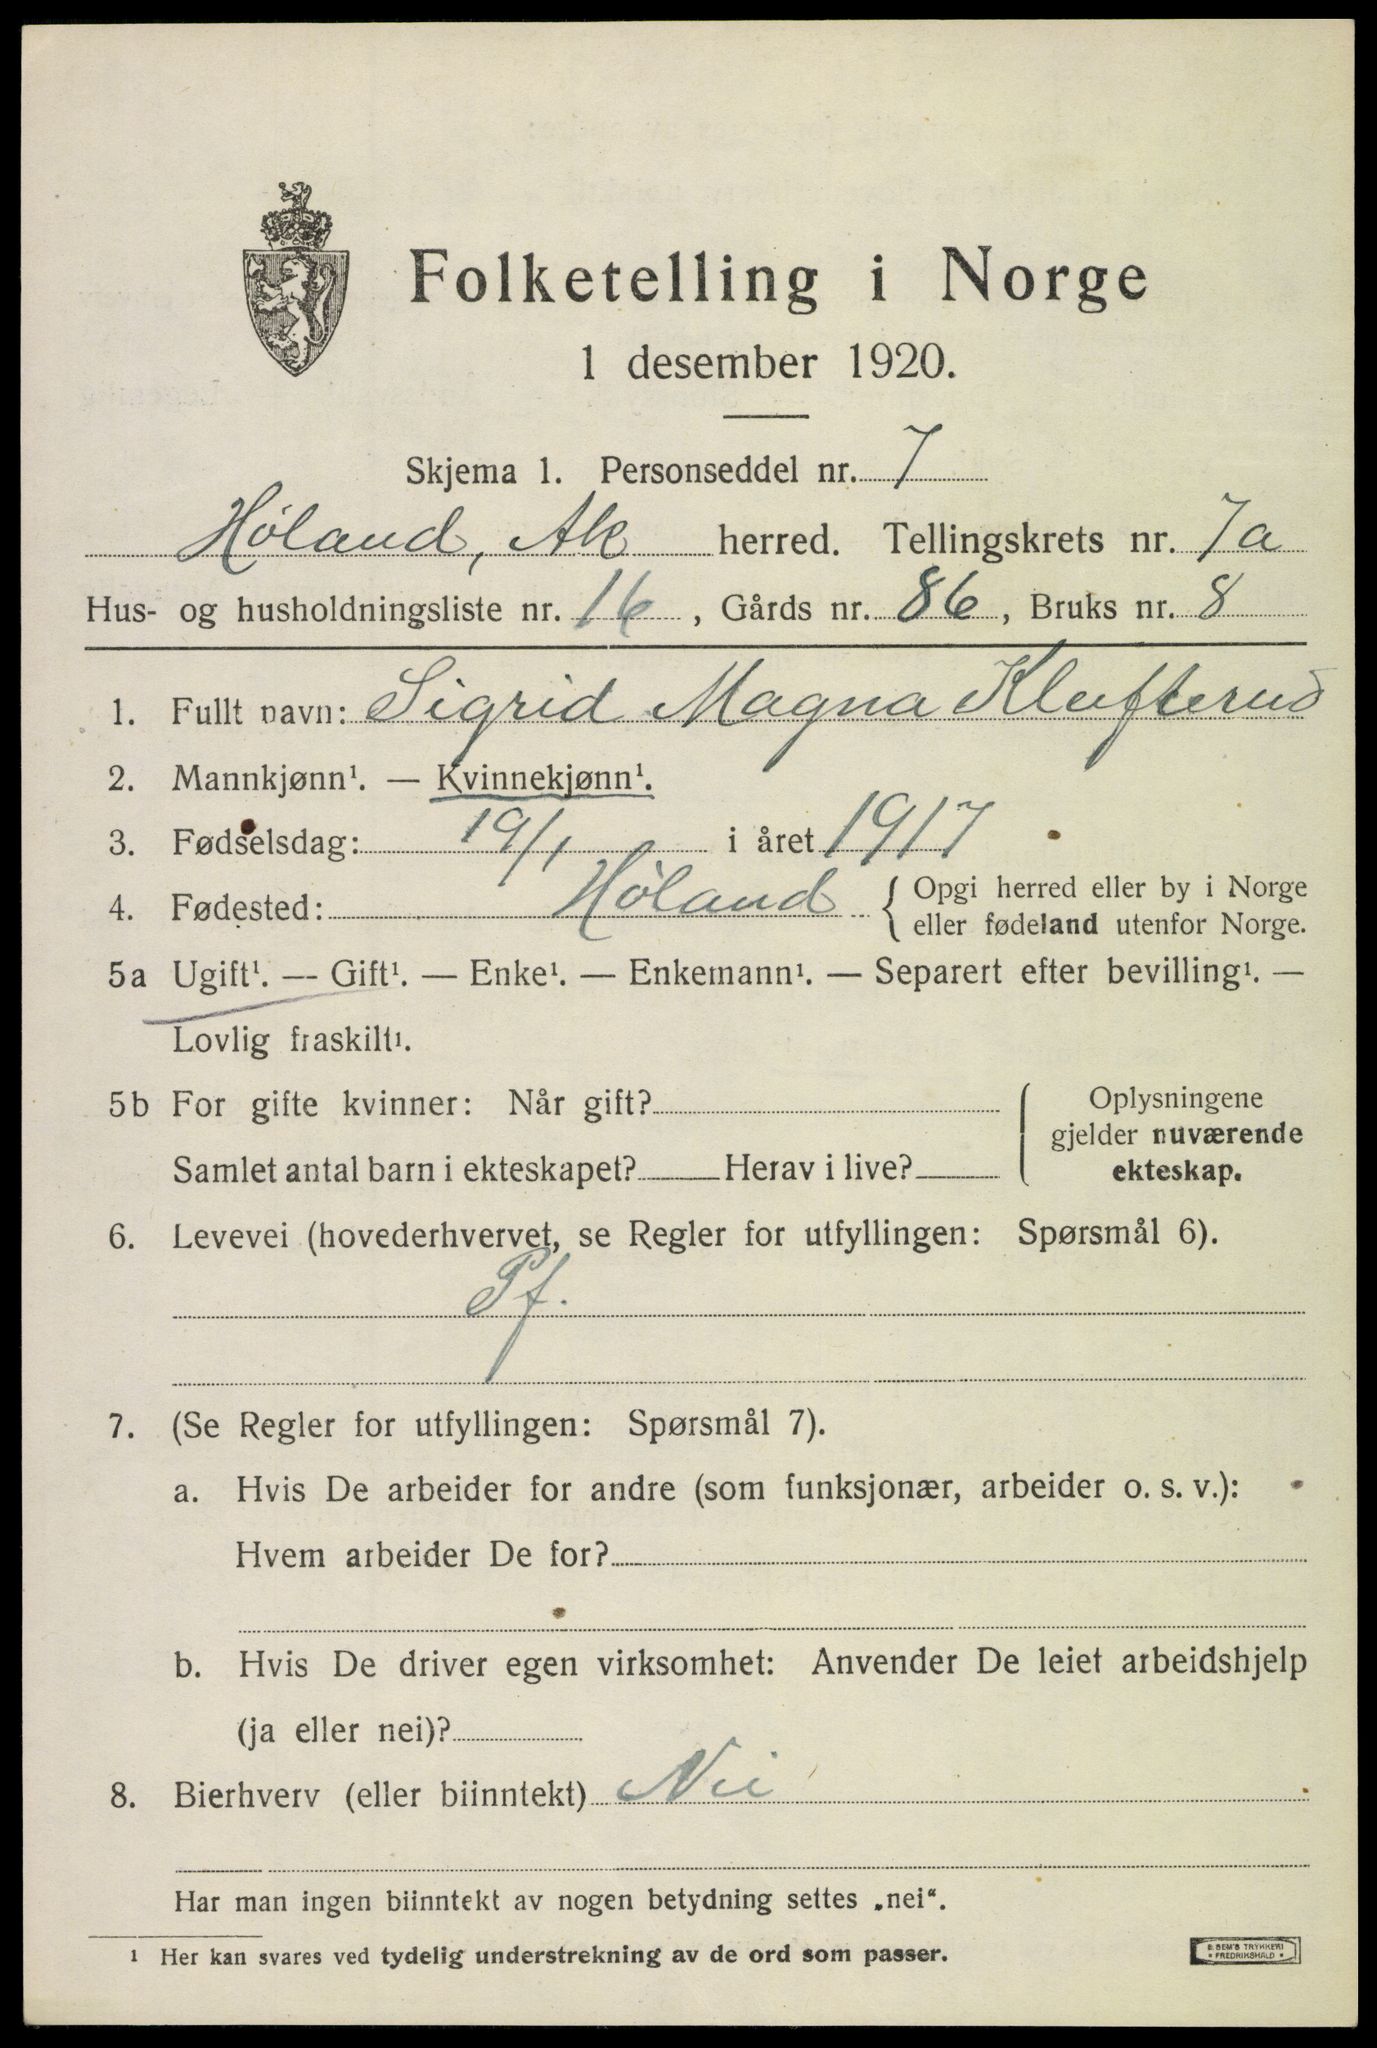 Folketelling i Norge
1 desember 1920.
Skjema 1. Personseddel nr. 7
Høland, Ak herred. Tellingskrets nr. 7a
Hus- og husholdningsliste nr. 16, Gårds nr. 86, Bruks nr. 8
1. Fullt navn: Sigrid Magna Klufterud
2. Mannkjønn¹. — Kvinnekjønn¹.
3. Fødselsdag: 19/1 i året 1917
4. Fødested: Høland { Opgi herred eller by i Norge
eller fødeland utenfor Norge.
5a Ugift¹. — Gift¹. — Enke¹. — Enkemann¹. — Separert efter bevilling¹. —
Lovlig fraskilt¹.
5b For gifte kvinner: Når gift?
Samlet antal barn i ekteskapet? Herav i live?
Oplysningene
gjelder nuværende
ekteskap.
6. Levevei (hovederhvervet, se Regler for utfyllingen: Spørsmål 6).
Pf.
7. (Se Regler for utfyllingen: Spørsmål 7).
a. Hvis De arbeider for andre (som funksjonær, arbeider o. s. v.):
Hvem arbeider De for?
b. Hvis De driver egen virksomhet: Anvender De leiet arbeidshjelp
(ja eller nei)?
8. Bierhverv (eller biinntekt) Nei
Har man ingen biinntekt av nogen betydning settes „nei“.
¹ Her kan svares ved tydelig understrekning av de ord som passer.
E. SEM'S TRYKKERI
• FREDRIKSHALD •